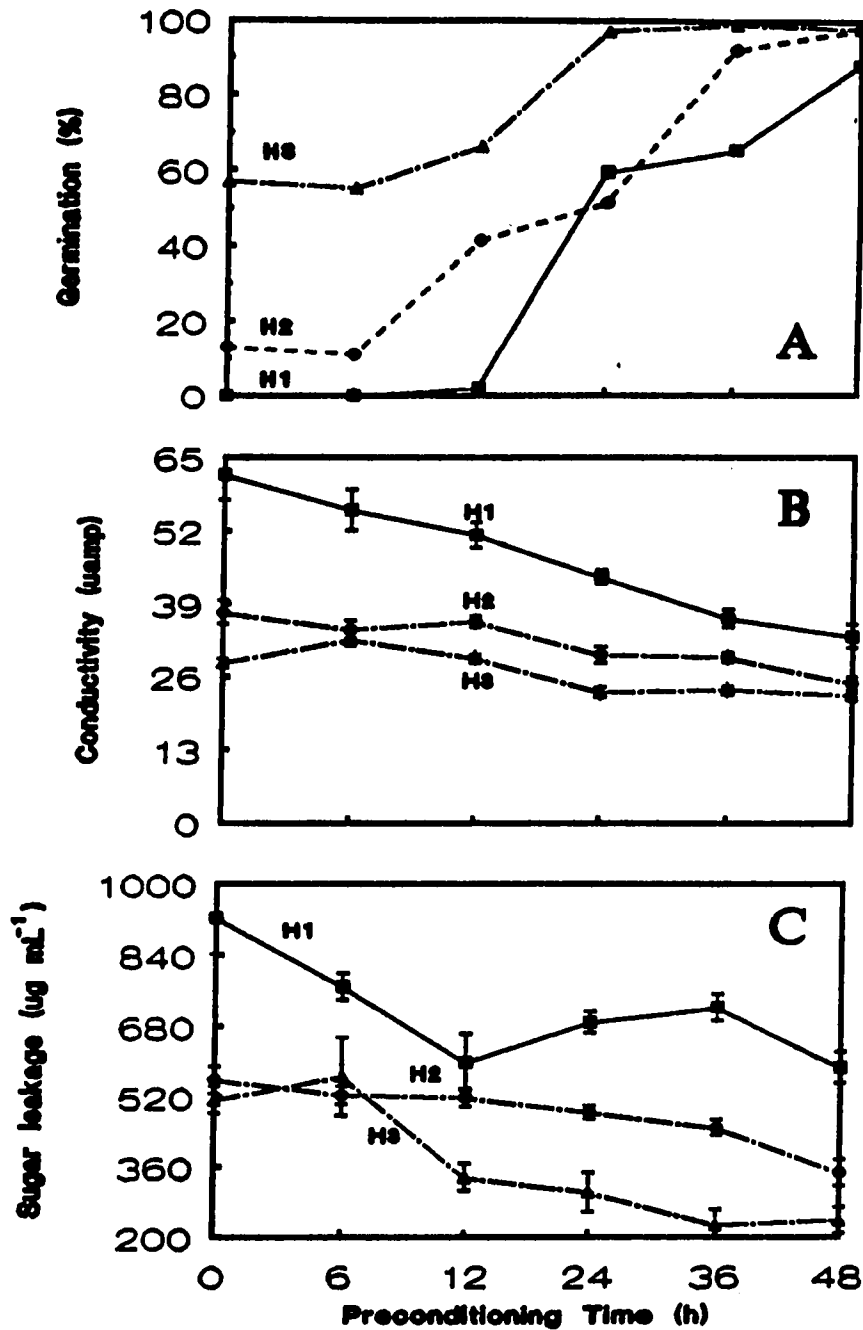 100
80
60
40
20
0
Germination (%)
H3
H2
H1
A
65
52
39
26
13
0
Conductivity (uamp)
H1
H2
H3
B
1000
840
680
520
360
200
Sugar leakage (ug mL⁻¹)
H1
H2
H3
C
0 6 12 24 36 48
Preconditioning Time (h)